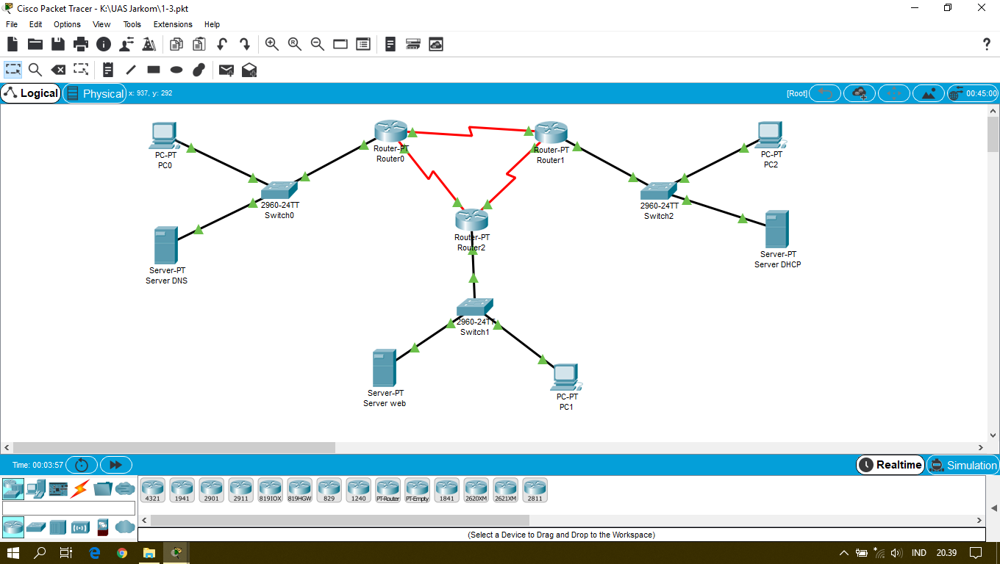 Cisco Packet Tracer - K:\UAS Jarkom\1-3.pkt
File Edit Options View Tools Extensions Help
Logical
Physical
x: 937, y: 292
[Root]
00:45:00
PC-PT
PC0
Router-PT
Router0
Router-PT
Router1
PC-PT
PC2
2960-24TT
Switch0
2960-24TT
Switch2
Router-PT
Router2
Server-PT
Server DNS
Server-PT
Server DHCP
2960-24TT
Switch1
Server-PT
Server web
PC-PT
PC1
Time: 00:03:57
Realtime
Simulation
4321 1941 2901 2911 819IOX 819HGW 829 1240 PT-Router PT-Empty 1841 2620XM 2621XM 2811
(Select a Device to Drag and Drop to the Workspace)
IND 20.39